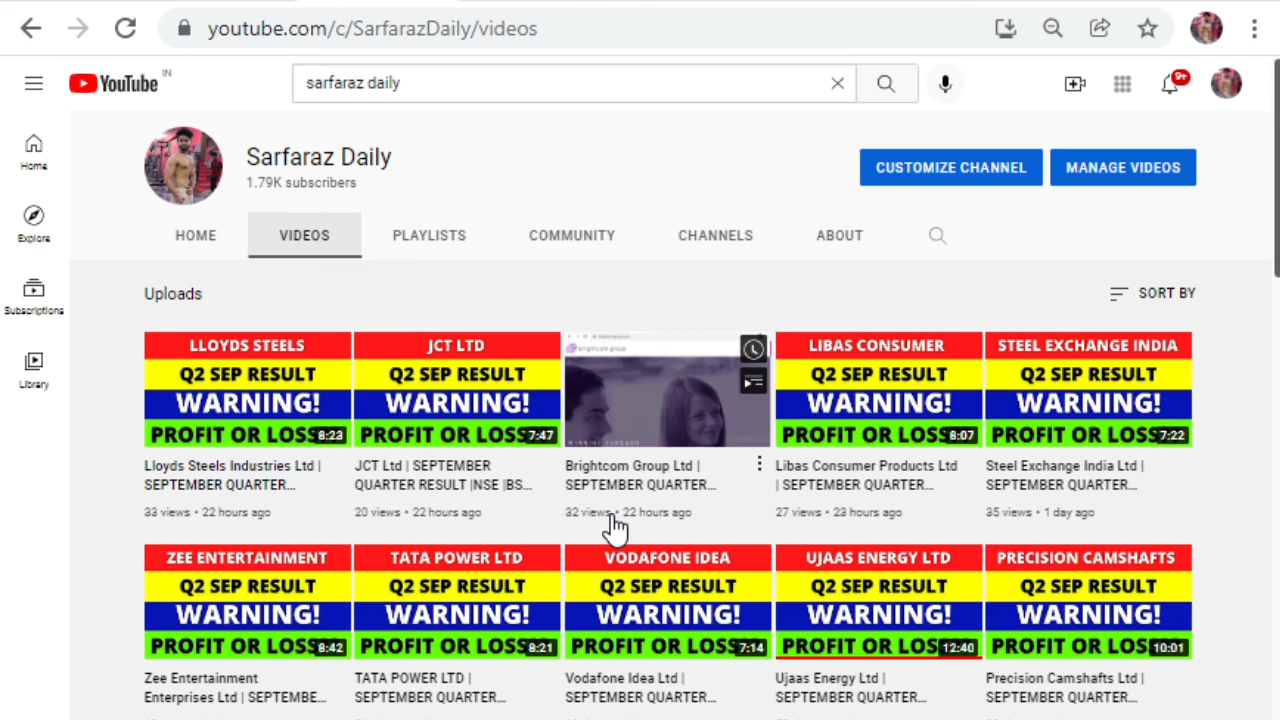 youtube.com/c/SarfarazDaily/videos
YouTube IN
sarfaraz daily
9+
Home
Explore
Subscriptions
Library
Sarfaraz Daily
1.79K subscribers
CUSTOMIZE CHANNEL
MANAGE VIDEOS
HOME VIDEOS PLAYLISTS COMMUNITY CHANNELS ABOUT
Uploads
SORT BY
LLOYDS STEELS
Q2 SEP RESULT
WARNING!
PROFIT OR LOSS
8:23
Lloyds Steels Industries Ltd |
SEPTEMBER QUARTER...
33 views • 22 hours ago
JCT LTD
Q2 SEP RESULT
WARNING!
PROFIT OR LOSS
7:47
JCT Ltd | SEPTEMBER
QUARTER RESULT |NSE |BS...
20 views • 22 hours ago
brightcom group
Brightcom Group Ltd |
SEPTEMBER QUARTER...
32 views • 22 hours ago
LIBAS CONSUMER
Q2 SEP RESULT
WARNING!
PROFIT OR LOSS
8:07
Libas Consumer Products Ltd
| SEPTEMBER QUARTER...
27 views • 23 hours ago
STEEL EXCHANGE INDIA
Q2 SEP RESULT
WARNING!
PROFIT OR LOSS
7:22
Steel Exchange India Ltd |
SEPTEMBER QUARTER...
35 views • 1 day ago
ZEE ENTERTAINMENT
Q2 SEP RESULT
WARNING!
PROFIT OR LOSS
8:42
Zee Entertainment
Enterprises Ltd | SEPTEMBE...
TATA POWER LTD
Q2 SEP RESULT
WARNING!
PROFIT OR LOSS
8:21
TATA POWER LTD |
SEPTEMBER QUARTER...
VODAFONE IDEA
Q2 SEP RESULT
WARNING!
PROFIT OR LOSS
7:14
Vodafone Idea Ltd |
SEPTEMBER QUARTER...
UJAAS ENERGY LTD
Q2 SEP RESULT
WARNING!
PROFIT OR LOS
12:40
Ujaas Energy Ltd |
SEPTEMBER QUARTER...
PRECISION CAMSHAFTS
Q2 SEP RESULT
WARNING!
PROFIT OR LOSS
10:01
Precision Camshafts Ltd |
SEPTEMBER QUARTER...